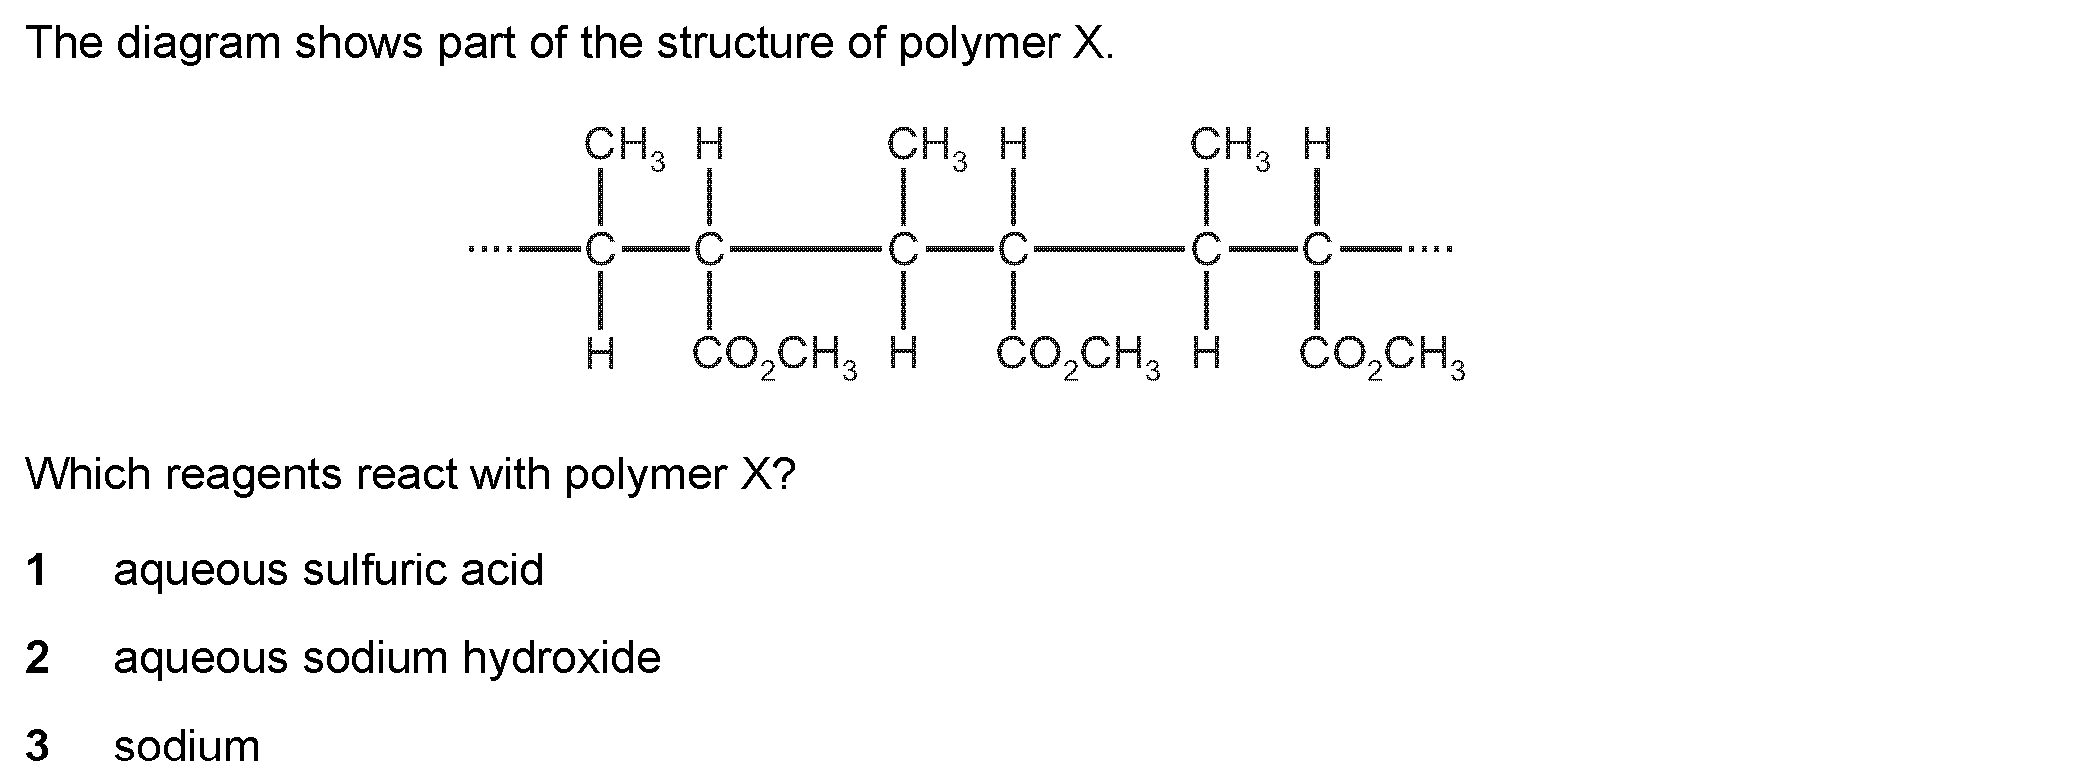 The diagram shows part of the structure of polymer X.
CH₃ H CH₃ H CH₃ H
C C C C C C
H CO₂CH₃ H CO₂CH₃ H CO₂CH₃
Which reagents react with polymer X?
1 aqueous sulfuric acid
2 aqueous sodium hydroxide
3 sodium